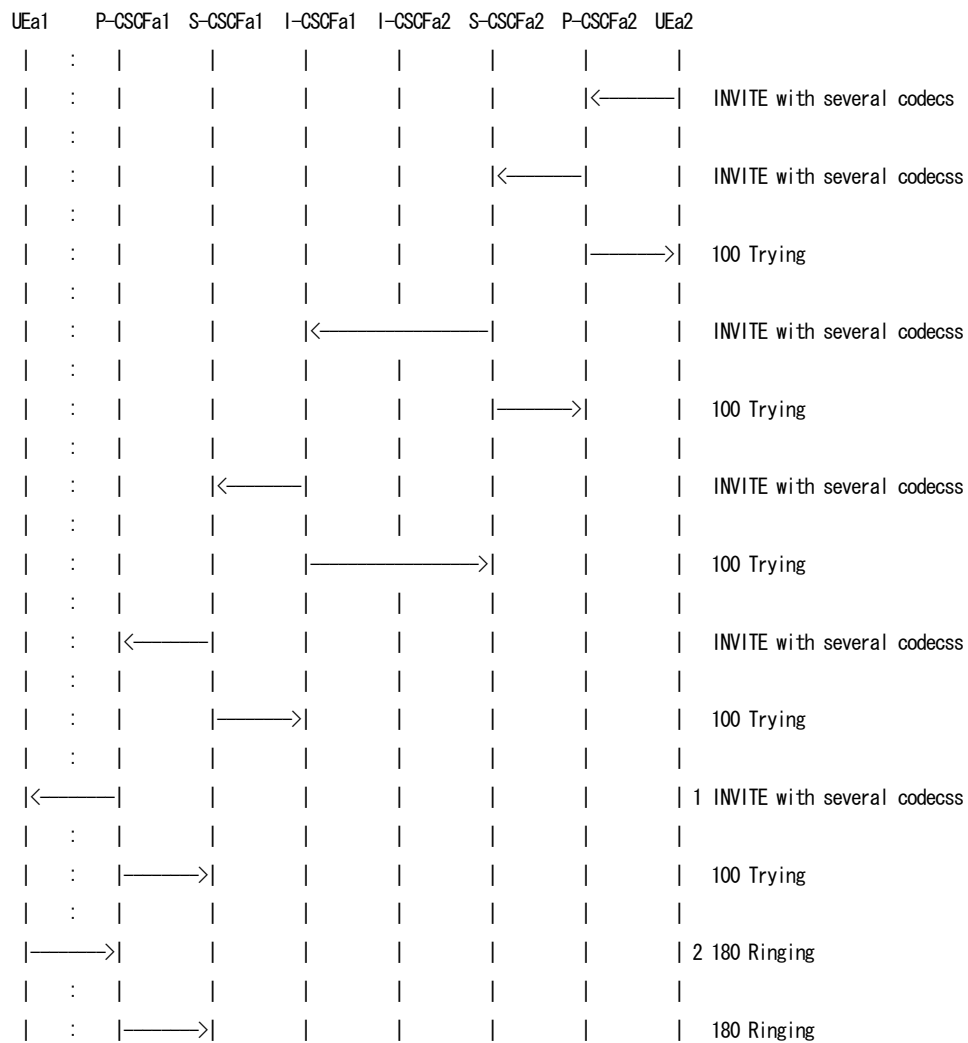 UEa1 P-CSCFa1 S-CSCFa1 I-CSCFa1 I-CSCFa2 S-CSCFa2 P-CSCFa2 UEa2
INVITE with several codecs
INVITE with several codecss
100 Trying
INVITE with several codecss
100 Trying
INVITE with several codecss
100 Trying
INVITE with several codecss
100 Trying
1 INVITE with several codecss
100 Trying
2 180 Ringing
180 Ringing